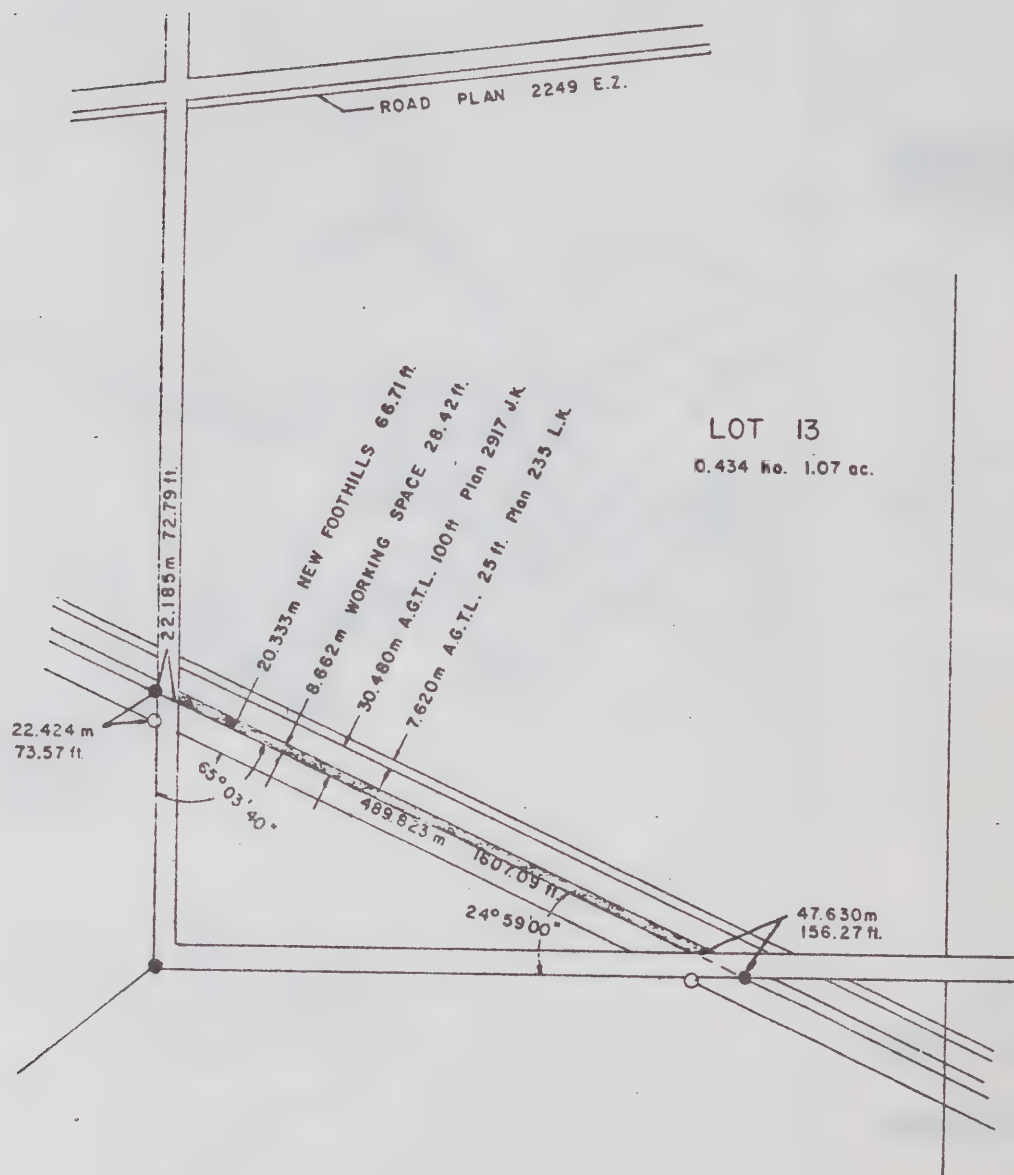 ROAD PLAN 2249 E.Z.
LOT 13
0.434 ha. 1.07 ac.
22.185m 72.79 ft.
20.333m NEW FOOTHILLS 66.71 ft.
8.662m WORKING SPACE 28.42 ft.
30.480m A.G.T.L. 100 ft Plan 2917 J.K.
7.620m A.G.T.L. 25 ft. Plan 235 L.K.
22.424 m
73.57 ft.
65° 03' 40"
489.823 m 1607.09 ft.
24° 59' 00"
47.630m
156.27 ft.